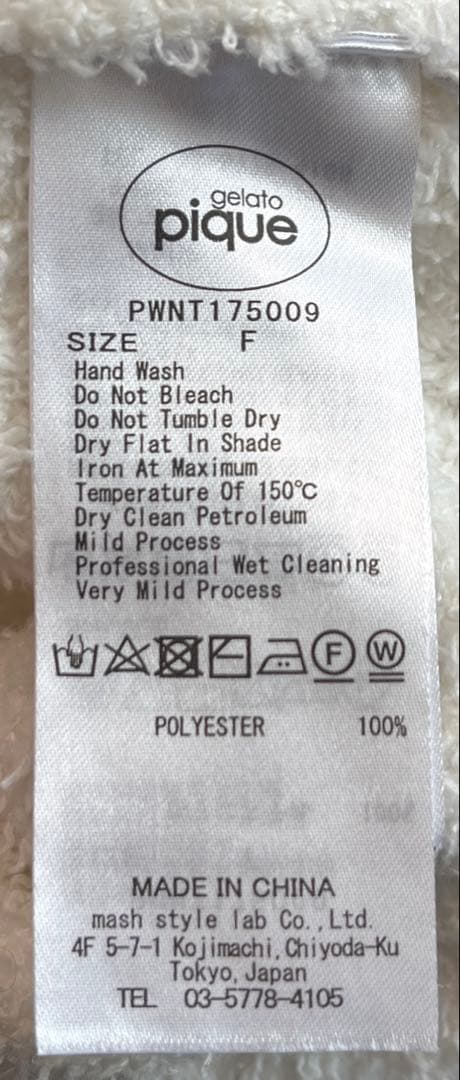 gelato
pique
PWNT175009
SIZE F
Hand Wash
Do Not Bleach
Do Not Tumble Dry
Dry Flat In Shade
Iron At Maximum
Temperature Of 150℃
Dry Clean Petroleum
Mild Process
Professional Wet Cleaning
Very Mild Process
F W
POLYESTER 100%
MADE IN CHINA
mash style lab Co.,Ltd.
4F 5-7-1 Kojimachi,Chiyoda-Ku
Tokyo,Japan
TEL 03-5778-4105